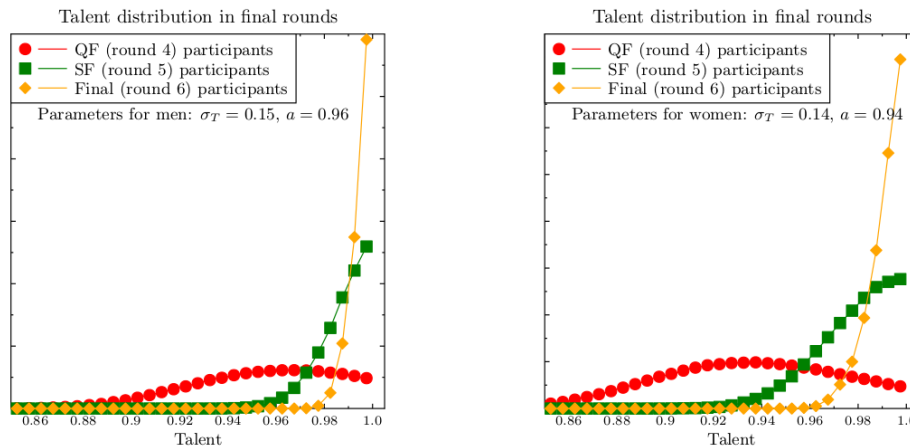 Talent distribution in final rounds
QF (round 4) participants
SF (round 5) participants
Final (round 6) participants
Parameters for men: σ_T = 0.15, a = 0.96
0.86 0.88 0.9 0.92 0.94 0.96 0.98 1.0
Talent
Talent distribution in final rounds
QF (round 4) participants
SF (round 5) participants
Final (round 6) participants
Parameters for women: σ_T = 0.14, a = 0.94
0.86 0.88 0.9 0.92 0.94 0.96 0.98 1.0
Talent